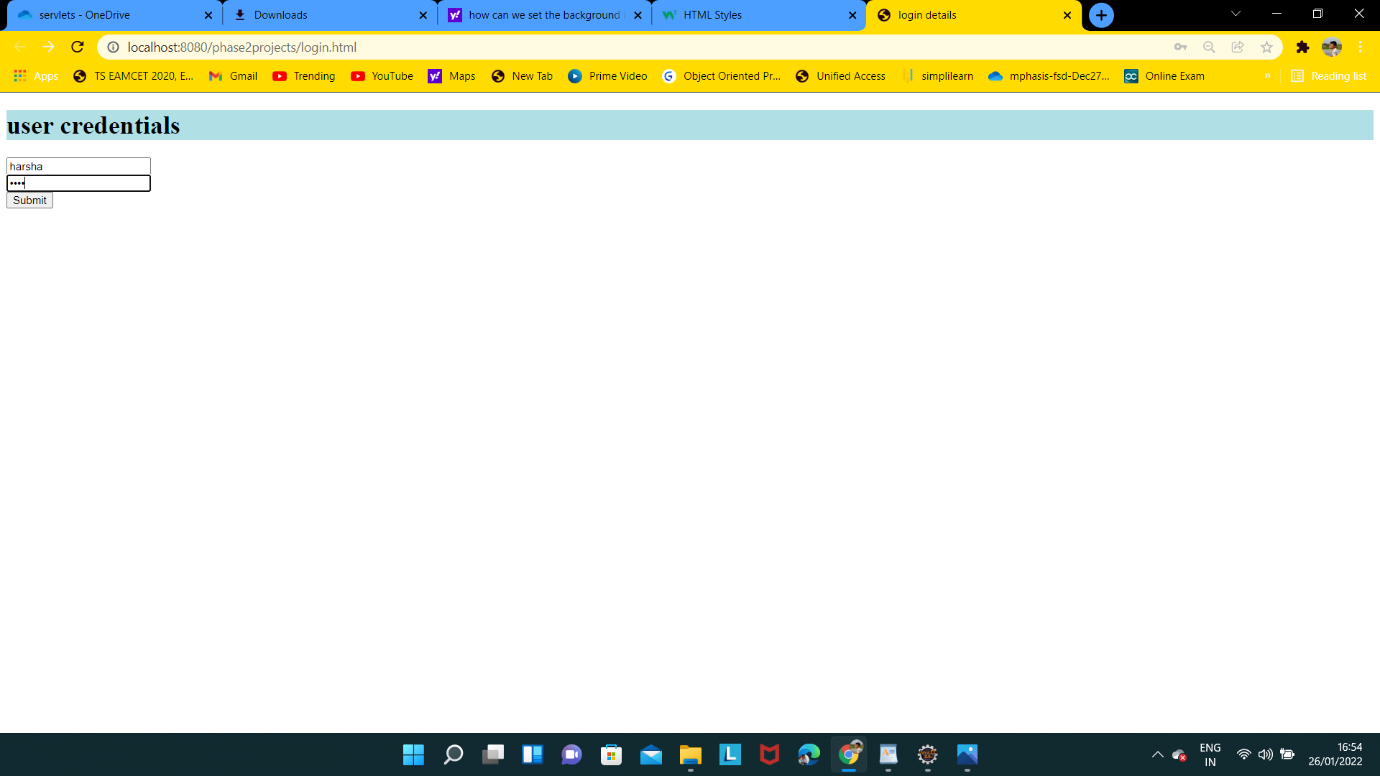 servlets - OneDrive
Downloads
how can we set the background
HTML Styles
login details
localhost:8080/phase2projects/login.html
Apps
TS EAMCET 2020, E...
Gmail
Trending
YouTube
Maps
New Tab
Prime Video
Object Oriented Pr...
Unified Access
simplilearn
mphasis-fsd-Dec27...
Online Exam
»
Reading list
user credentials
harsha
••••
Submit
ENG
IN
16:54
26/01/2022